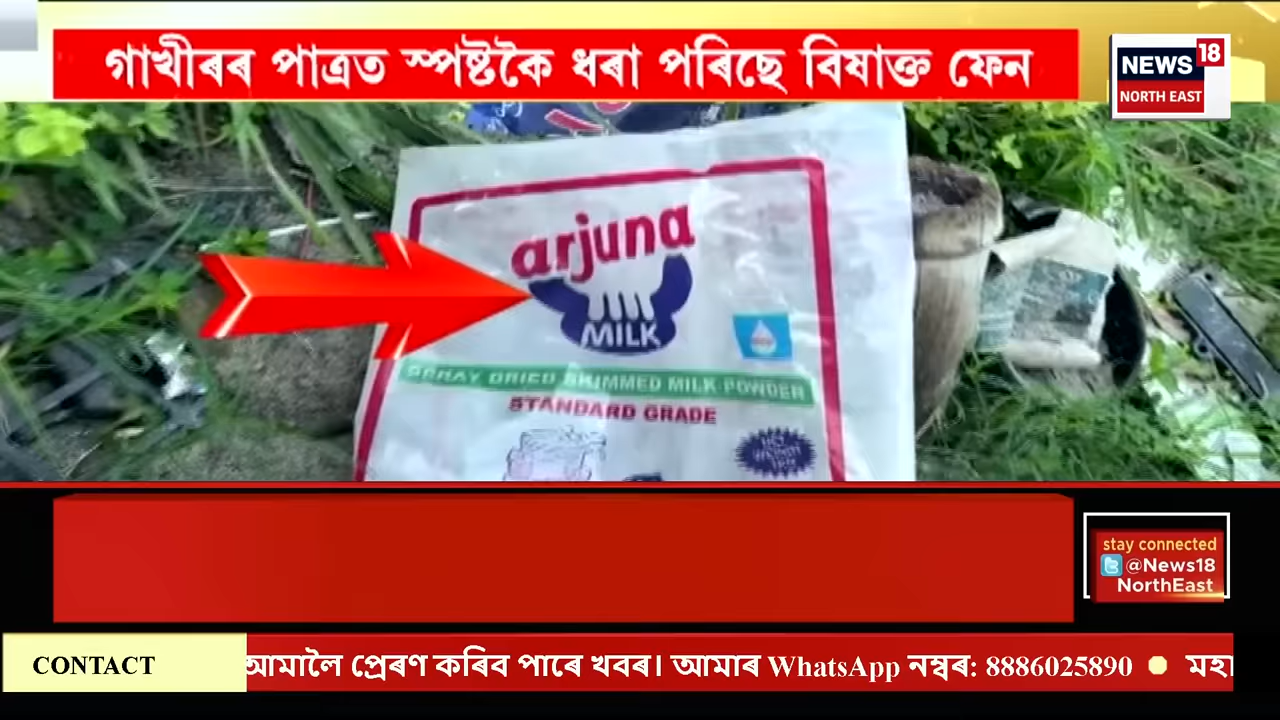 গাখীৰৰ পাত্ৰত স্পষ্টকৈ ধৰা পৰিছে বিষাক্ত ফেন
NEWS 18
NORTH EAST
arjuna
MILK
SPRAY DRIED SKIMMED MILK POWDER
STANDARD GRADE
stay connected
@News18
NorthEast
CONTACT
আমালৈ প্ৰেৰণ কৰিব পাৰে খবৰ। আমাৰ WhatsApp নম্বৰ: 8886025890 ● মহা